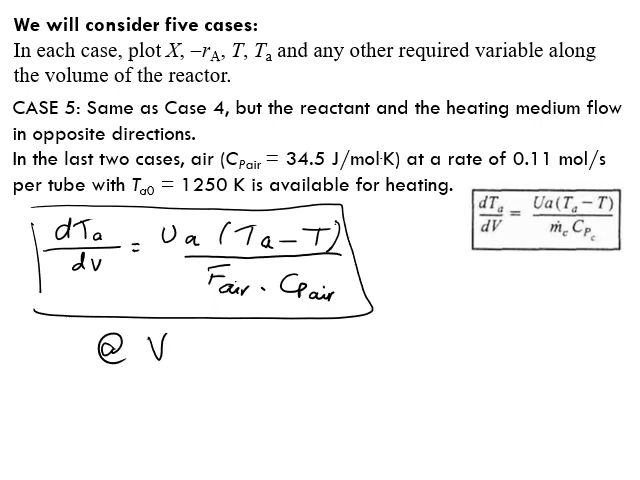 We will consider five cases:
In each case, plot X, −rA, T, Ta and any other required variable along
the volume of the reactor.
CASE 5: Same as Case 4, but the reactant and the heating medium flow
in opposite directions.
In the last two cases, air (CPair = 34.5 J/mol·K) at a rate of 0.11 mol/s
per tube with Ta0 = 1250 K is available for heating.
dTa/dV = Ua(Ta − T)/ṁc CPc
dTa/dv = Ua (Ta − T)/Fair · CPair
@ V